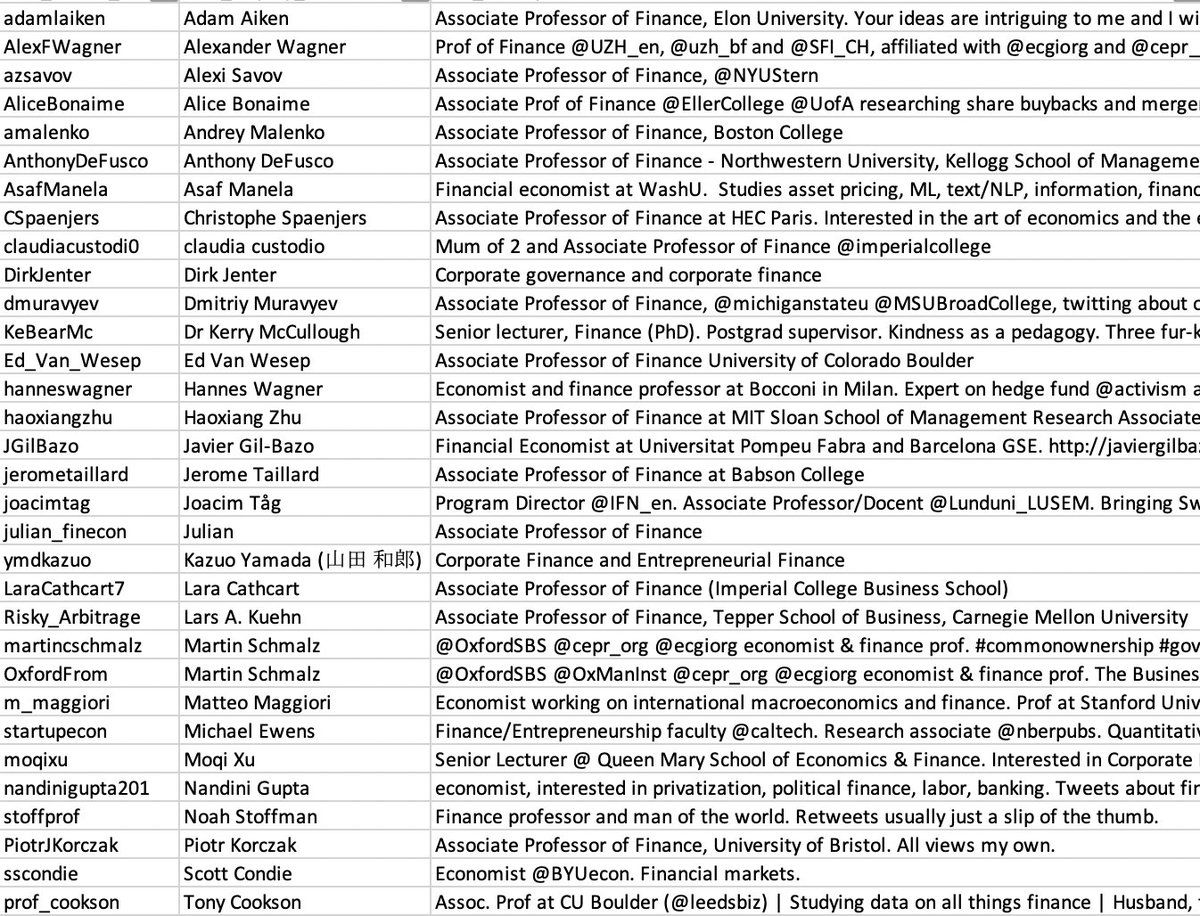 adamlaiken Adam Aiken Associate Professor of Finance, Elon University. Your ideas are intriguing to me and I wi
AlexFWagner Alexander Wagner Prof of Finance @UZH_en, @uzh_bf and @SFI_CH, affiliated with @ecgiorg and @cepr_
azsavov Alexi Savov Associate Professor of Finance, @NYUStern
AliceBonaime Alice Bonaime Associate Prof of Finance @EllerCollege @UofA researching share buybacks and merge
amalenko Andrey Malenko Associate Professor of Finance, Boston College
AnthonyDeFusco Anthony DeFusco Associate Professor of Finance - Northwestern University, Kellogg School of Manageme
AsafManela Asaf Manela Financial economist at WashU. Studies asset pricing, ML, text/NLP, information, financ
CSpaenjers Christophe Spaenjers Associate Professor of Finance at HEC Paris. Interested in the art of economics and the e
claudiacustodi0 claudia custodio Mum of 2 and Associate Professor of Finance @imperialcollege
DirkJenter Dirk Jenter Corporate governance and corporate finance
dmuravyev Dmitriy Muravyev Associate Professor of Finance, @michiganstateu @MSUBroadCollege, twitting about o
KeBearMc Dr Kerry McCullough Senior lecturer, Finance (PhD). Postgrad supervisor. Kindness as a pedagogy. Three fur-k
Ed_Van_Wesep Ed Van Wesep Associate Professor of Finance University of Colorado Boulder
hanneswagner Hannes Wagner Economist and finance professor at Bocconi in Milan. Expert on hedge fund @activism a
haoxiangzhu Haoxiang Zhu Associate Professor of Finance at MIT Sloan School of Management Research Associate
JGilBazo Javier Gil-Bazo Financial Economist at Universitat Pompeu Fabra and Barcelona GSE. http://javiergilba
jerometaillard Jerome Taillard Associate Professor of Finance at Babson College
joacimtag Joacim Tåg Program Director @IFN_en. Associate Professor/Docent @Lunduni_LUSEM. Bringing Sw
julian_finecon Julian Associate Professor of Finance
ymdkazuo Kazuo Yamada (山田 和郎) Corporate Finance and Entrepreneurial Finance
LaraCathcart7 Lara Cathcart Associate Professor of Finance (Imperial College Business School)
Risky_Arbitrage Lars A. Kuehn Associate Professor of Finance, Tepper School of Business, Carnegie Mellon University
martincschmalz Martin Schmalz @OxfordSBS @cepr_org @ecgiorg economist & finance prof. #commonownership #gov
OxfordFrom Martin Schmalz @OxfordSBS @OxManInst @cepr_org @ecgiorg economist & finance prof. The Busines
m_maggiori Matteo Maggiori Economist working on international macroeconomics and finance. Prof at Stanford Univ
startupecon Michael Ewens Finance/Entrepreneurship faculty @caltech. Research associate @nberpubs. Quantitativ
moqixu Moqi Xu Senior Lecturer @ Queen Mary School of Economics & Finance. Interested in Corporate
nandinigupta201 Nandini Gupta economist, interested in privatization, political finance, labor, banking. Tweets about fir
stoffprof Noah Stoffman Finance professor and man of the world. Retweets usually just a slip of the thumb.
PiotrJKorczak Piotr Korczak Associate Professor of Finance, University of Bristol. All views my own.
sscondie Scott Condie Economist @BYUecon. Financial markets.
prof_cookson Tony Cookson Assoc. Prof at CU Boulder (@leedsbiz) | Studying data on all things finance | Husband,